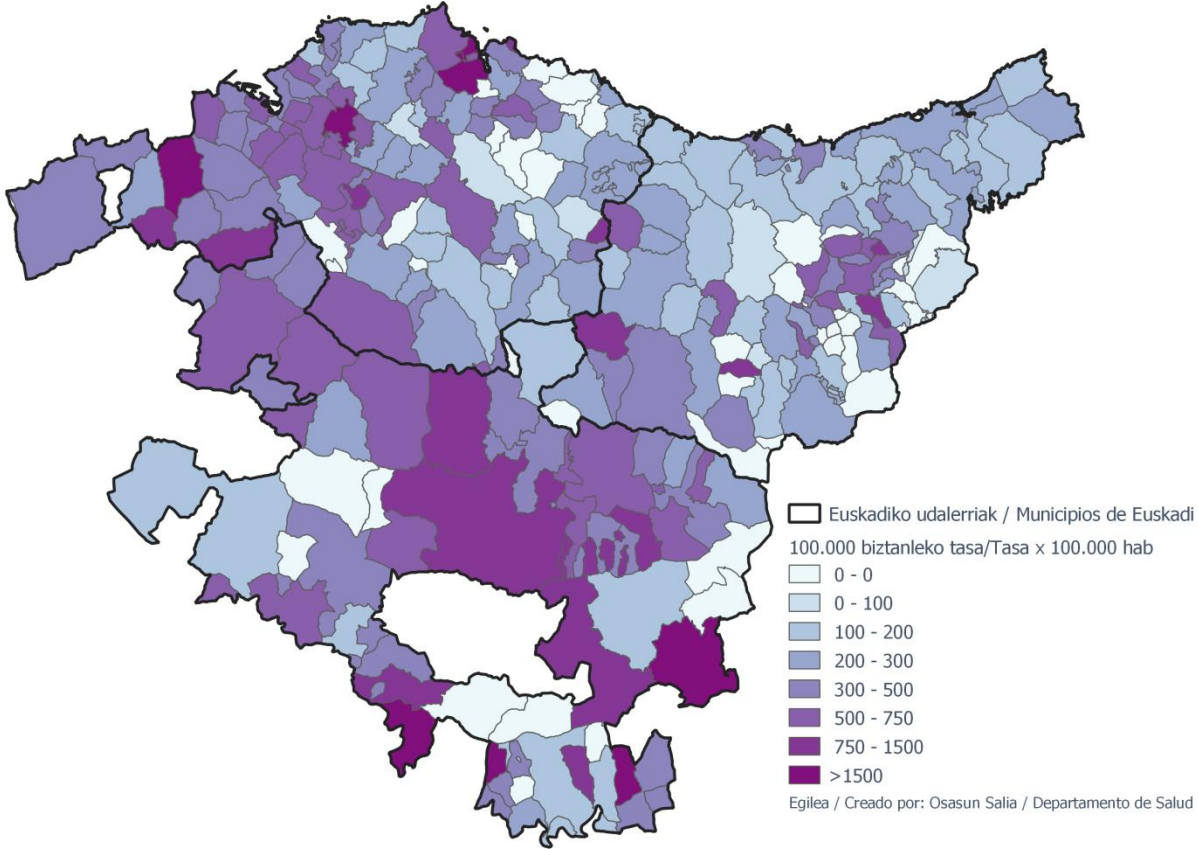 Euskadiko udalerriak / Municipios de Euskadi
100.000 biztanleko tasa/Tasa x 100.000 hab
0 - 0
0 - 100
100 - 200
200 - 300
300 - 500
500 - 750
750 - 1500
>1500
Egilea / Creado por: Osasun Salia / Departamento de Salud